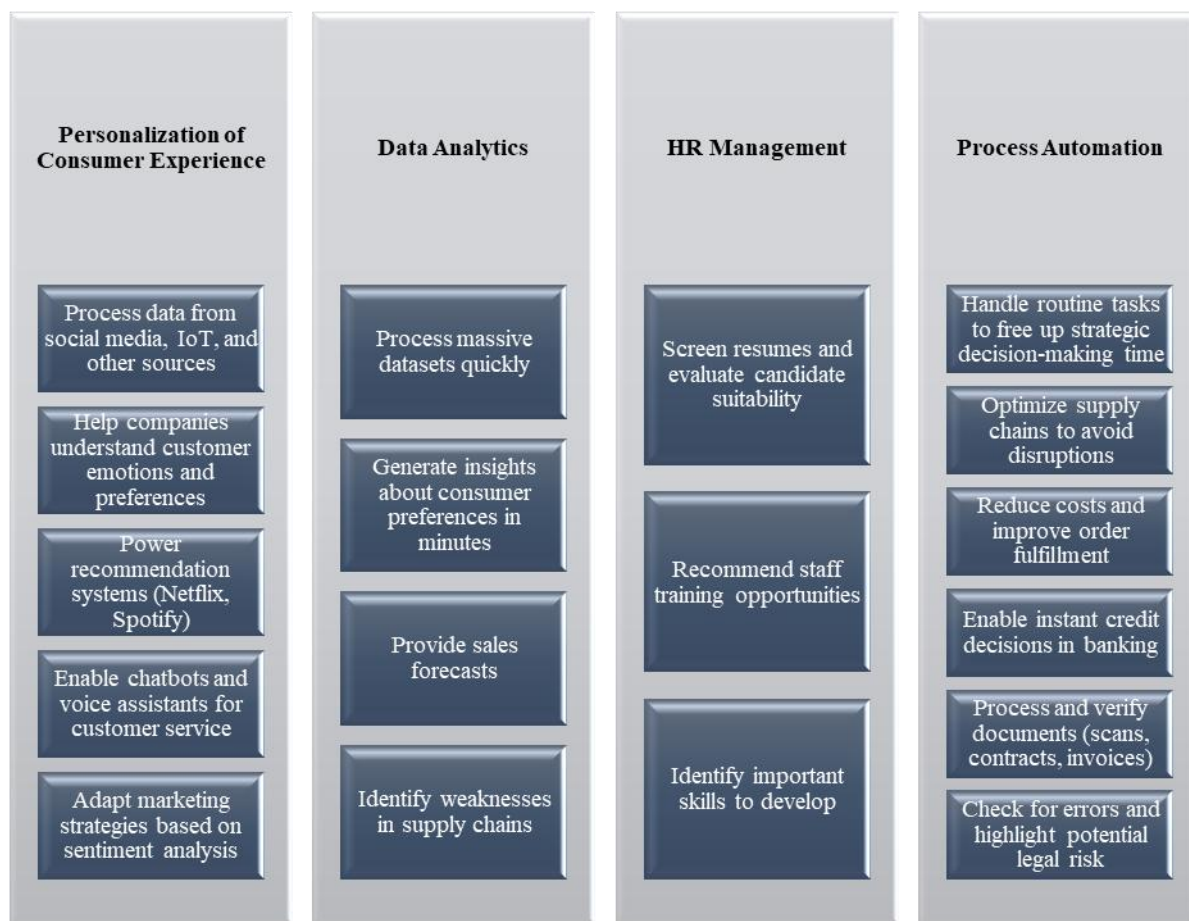 Personalization of
Consumer Experience
Process data from
social media, IoT, and
other sources
Help companies
understand customer
emotions and
preferences
Power
recommendation
systems (Netflix,
Spotify)
Enable chatbots and
voice assistants for
customer service
Adapt marketing
strategies based on
sentiment analysis
Data Analytics
Process massive
datasets quickly
Generate insights
about consumer
preferences in
minutes
Provide sales
forecasts
Identify weaknesses
in supply chains
HR Management
Screen resumes and
evaluate candidate
suitability
Recommend staff
training opportunities
Identify important
skills to develop
Process Automation
Handle routine tasks
to free up strategic
decision-making time
Optimize supply
chains to avoid
disruptions
Reduce costs and
improve order
fulfillment
Enable instant credit
decisions in banking
Process and verify
documents (scans,
contracts, invoices)
Check for errors and
highlight potential
legal risk